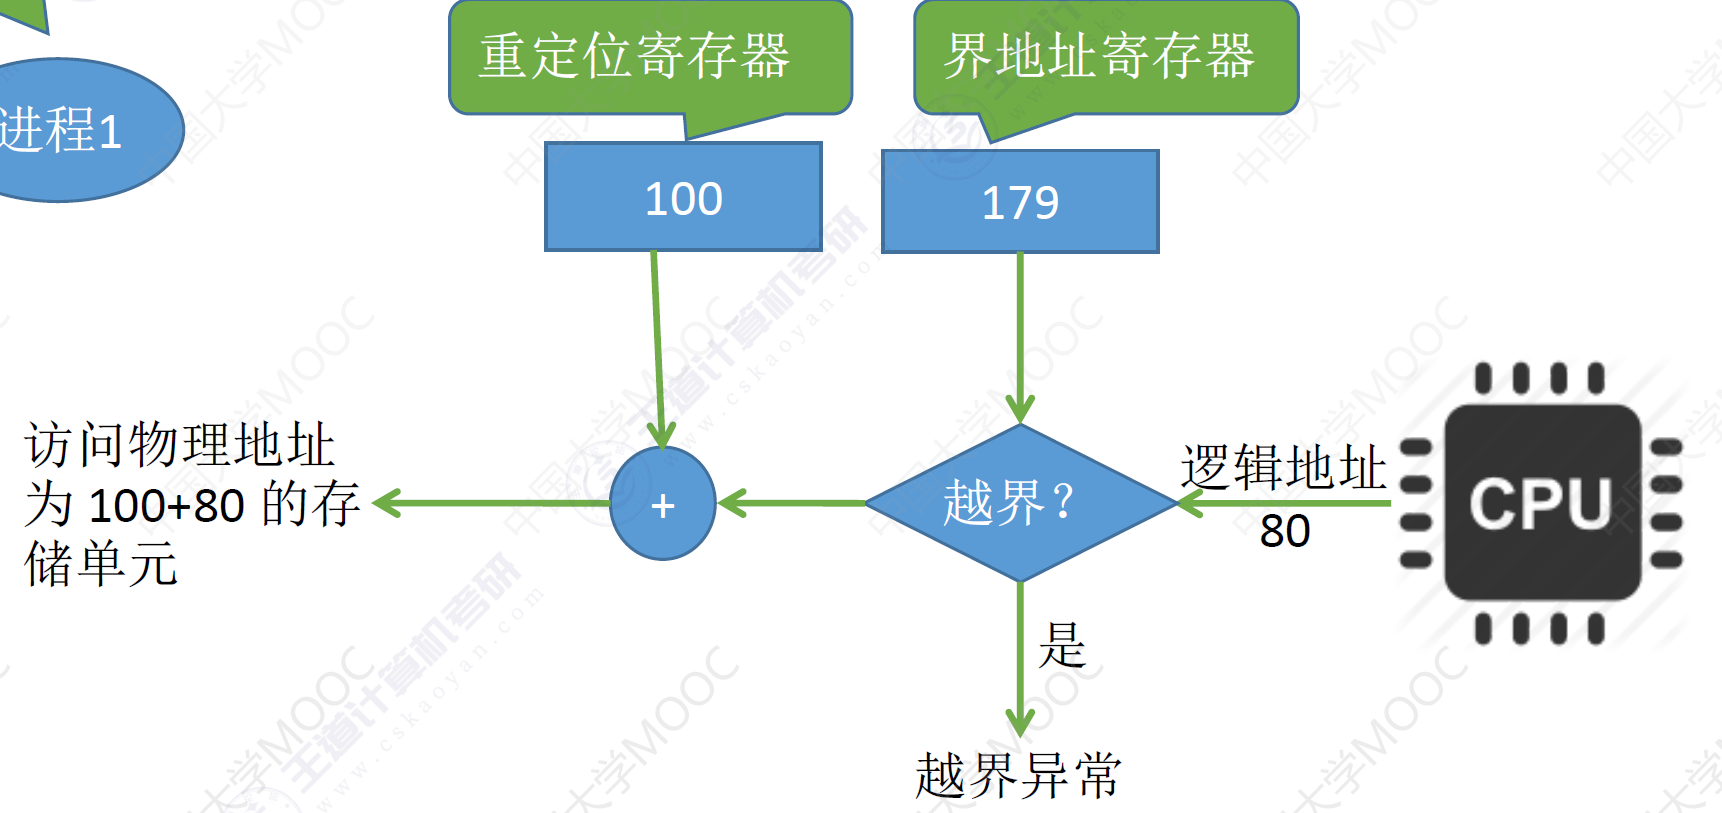 重定位寄存器
界地址寄存器
进程1
100
179
访问物理地址
为 100+80 的存
储单元
+
越界?
逻辑地址
80
CPU
是
越界异常
中国大学MOOC
王道计算机考研
www.cskaoyan.com